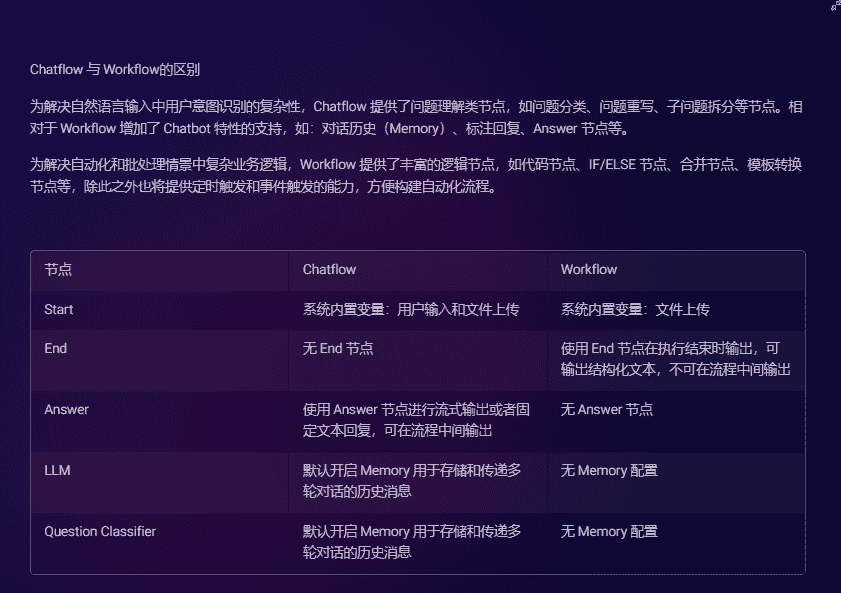 Chatflow 与 Workflow的区别
为解决自然语言输入中用户意图识别的复杂性，Chatflow 提供了问题理解类节点，如问题分类、问题重写、子问题拆分等节点。相
对于 Workflow 增加了 Chatbot 特性的支持，如：对话历史（Memory）、标注回复、Answer 节点等。
为解决自动化和批处理情景中复杂业务逻辑，Workflow 提供了丰富的逻辑节点，如代码节点、IF/ELSE 节点、合并节点、模板转换
节点等，除此之外也将提供定时触发和事件触发的能力，方便构建自动化流程。
节点 Chatflow Workflow
Start 系统内置变量：用户输入和文件上传 系统内置变量：文件上传
End 无 End 节点 使用 End 节点在执行结束时输出，可
输出结构化文本，不可在流程中间输出
Answer 使用 Answer 节点进行流式输出或者固 无 Answer 节点
定文本回复，可在流程中间输出
LLM 默认开启 Memory 用于存储和传递多 无 Memory 配置
轮对话的历史消息
Question Classifier 默认开启 Memory 用于存储和传递多 无 Memory 配置
轮对话的历史消息